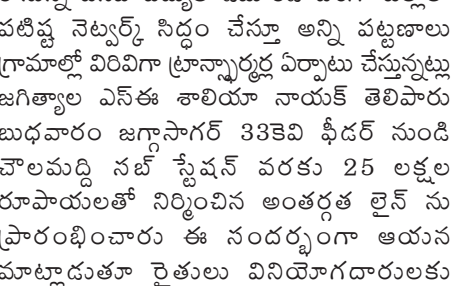 పటిష్ట నెట్వర్క్ సిద్ధం చేస్తూ అన్ని పట్టణాలు
గ్రామాల్లో విరివిగా ట్రాన్స్ఫార్మర్ల ఏర్పాటు చేస్తున్నట్లు
జగిత్యాల ఎస్ఈ శాలియా నాయక్ తెలిపారు
బుధవారం జగ్గాసాగర్ 33కెవి ఫీడర్ నుండి
చౌలమద్ది నబ్ స్టేషన్ వరకు 25 లక్షల
రూపాయలతో నిర్మించిన అంతర్గత లైన్ ను
ప్రారంభించారు ఈ నందర్భంగా ఆయన
మాట్లాడుతూ రైతులు వినియోగదారులకు